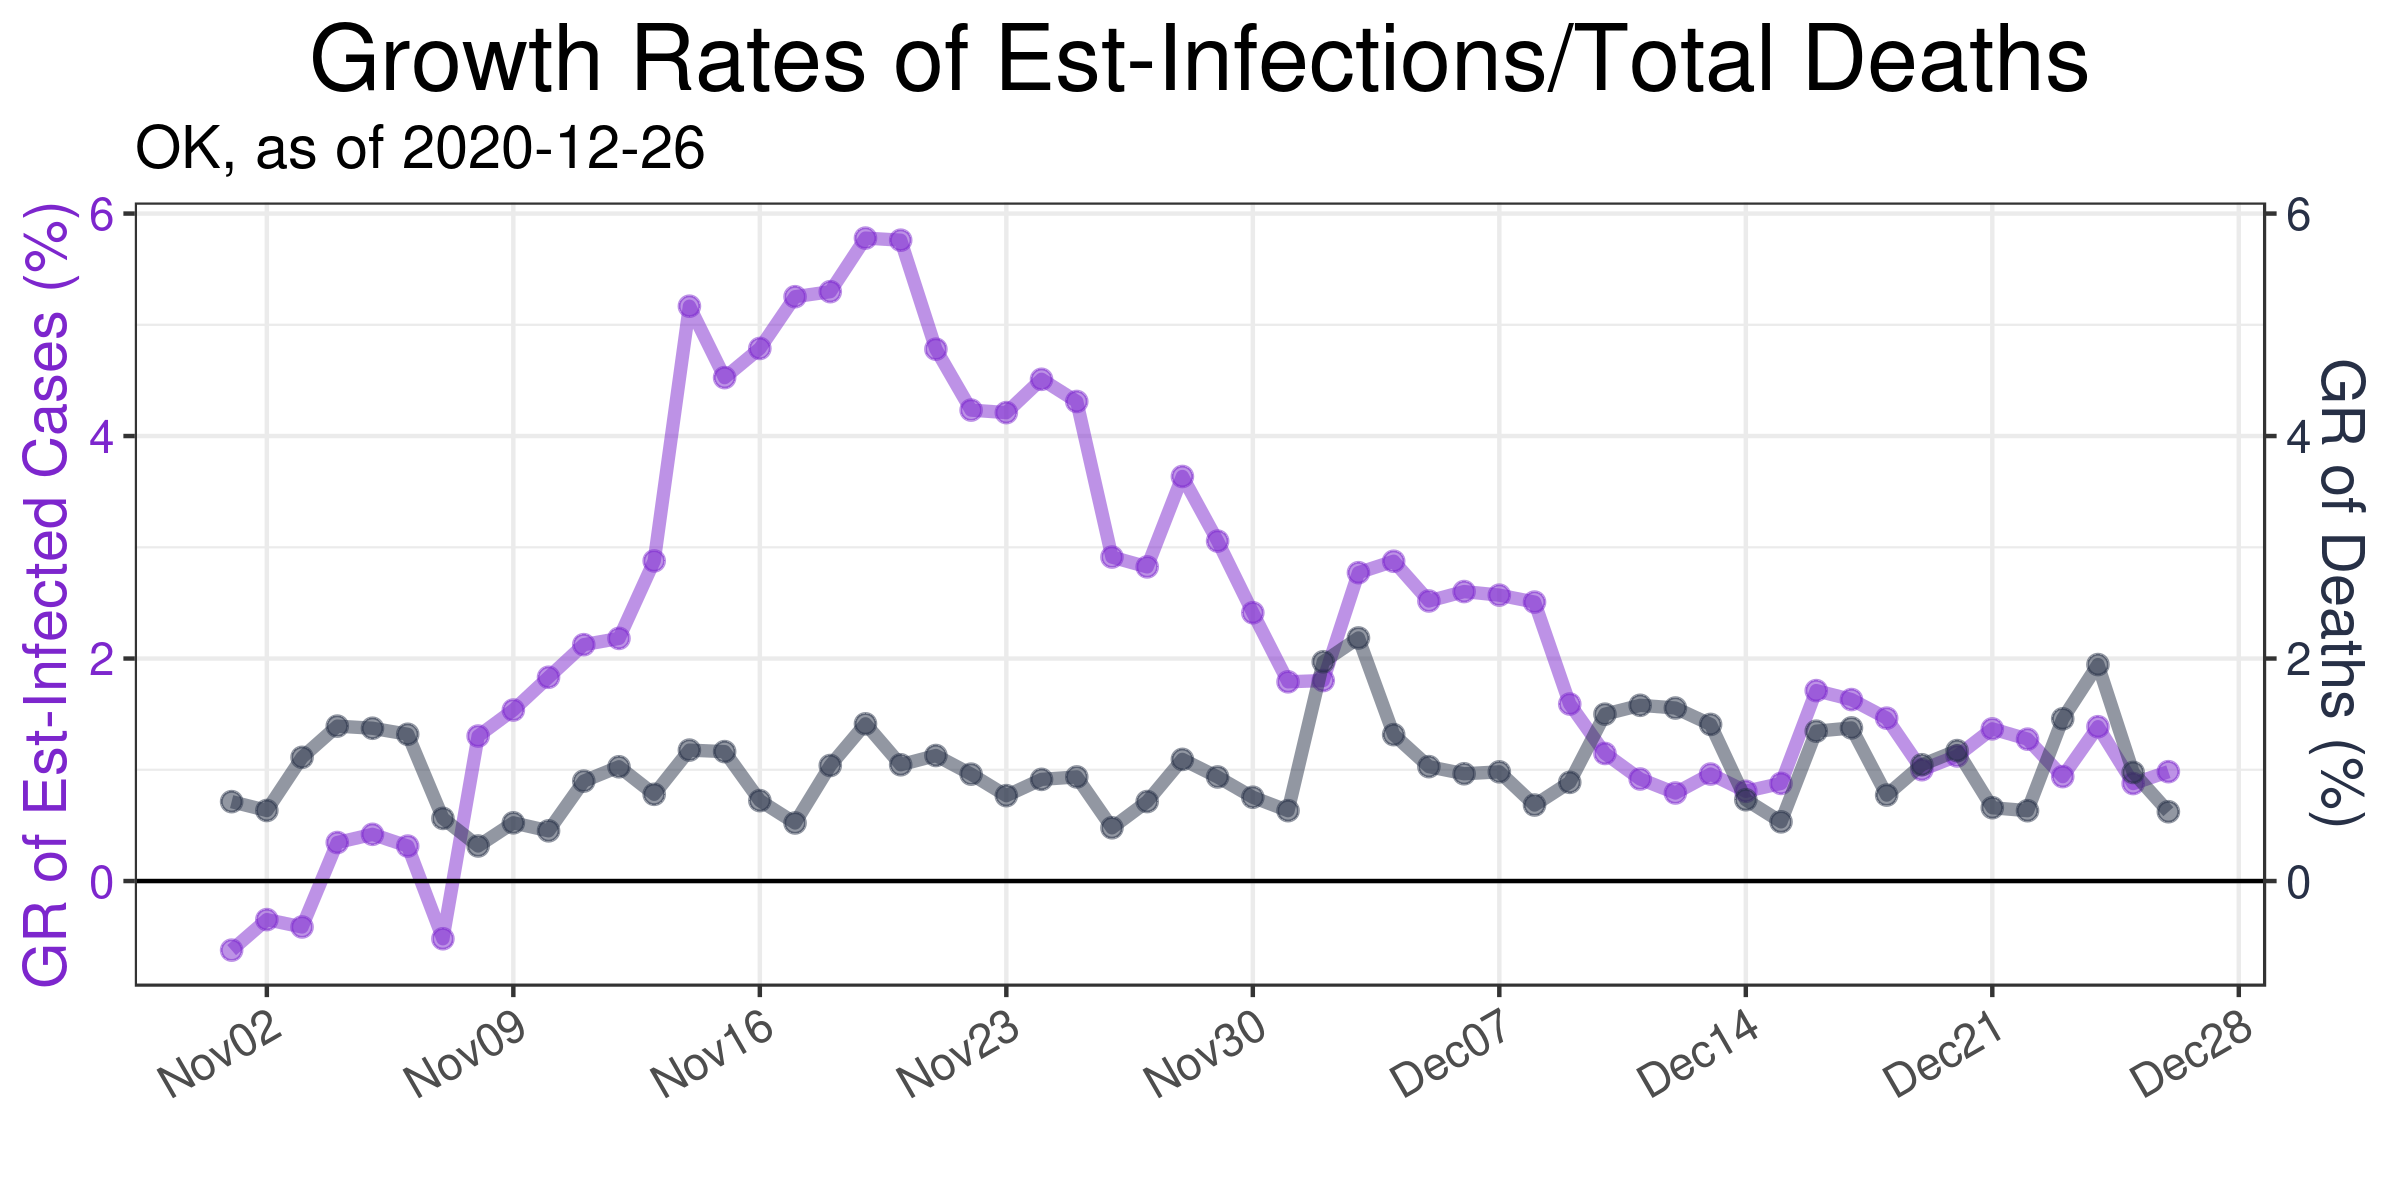 Growth Rates of Est-Infections/Total Deaths
OK, as of 2020-12-26
GR of Est-Infected Cases (%)
6
4
2
0
6
4
2
0
GR of Deaths (%)
Nov02
Nov09
Nov16
Nov23
Nov30
Dec07
Dec14
Dec21
Dec28